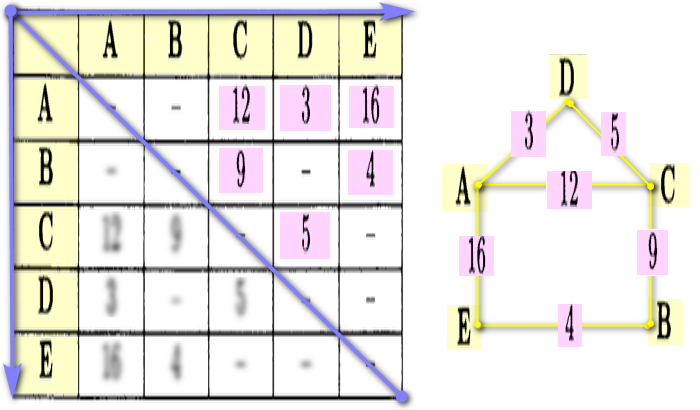 A B C D E
A - - 12 3 16
B - - 9 - 4
C 12 9 - 5 -
D 3 - 5 - -
E 16 4 - - -
D
3 5
A 12 C
16 9
E 4 B